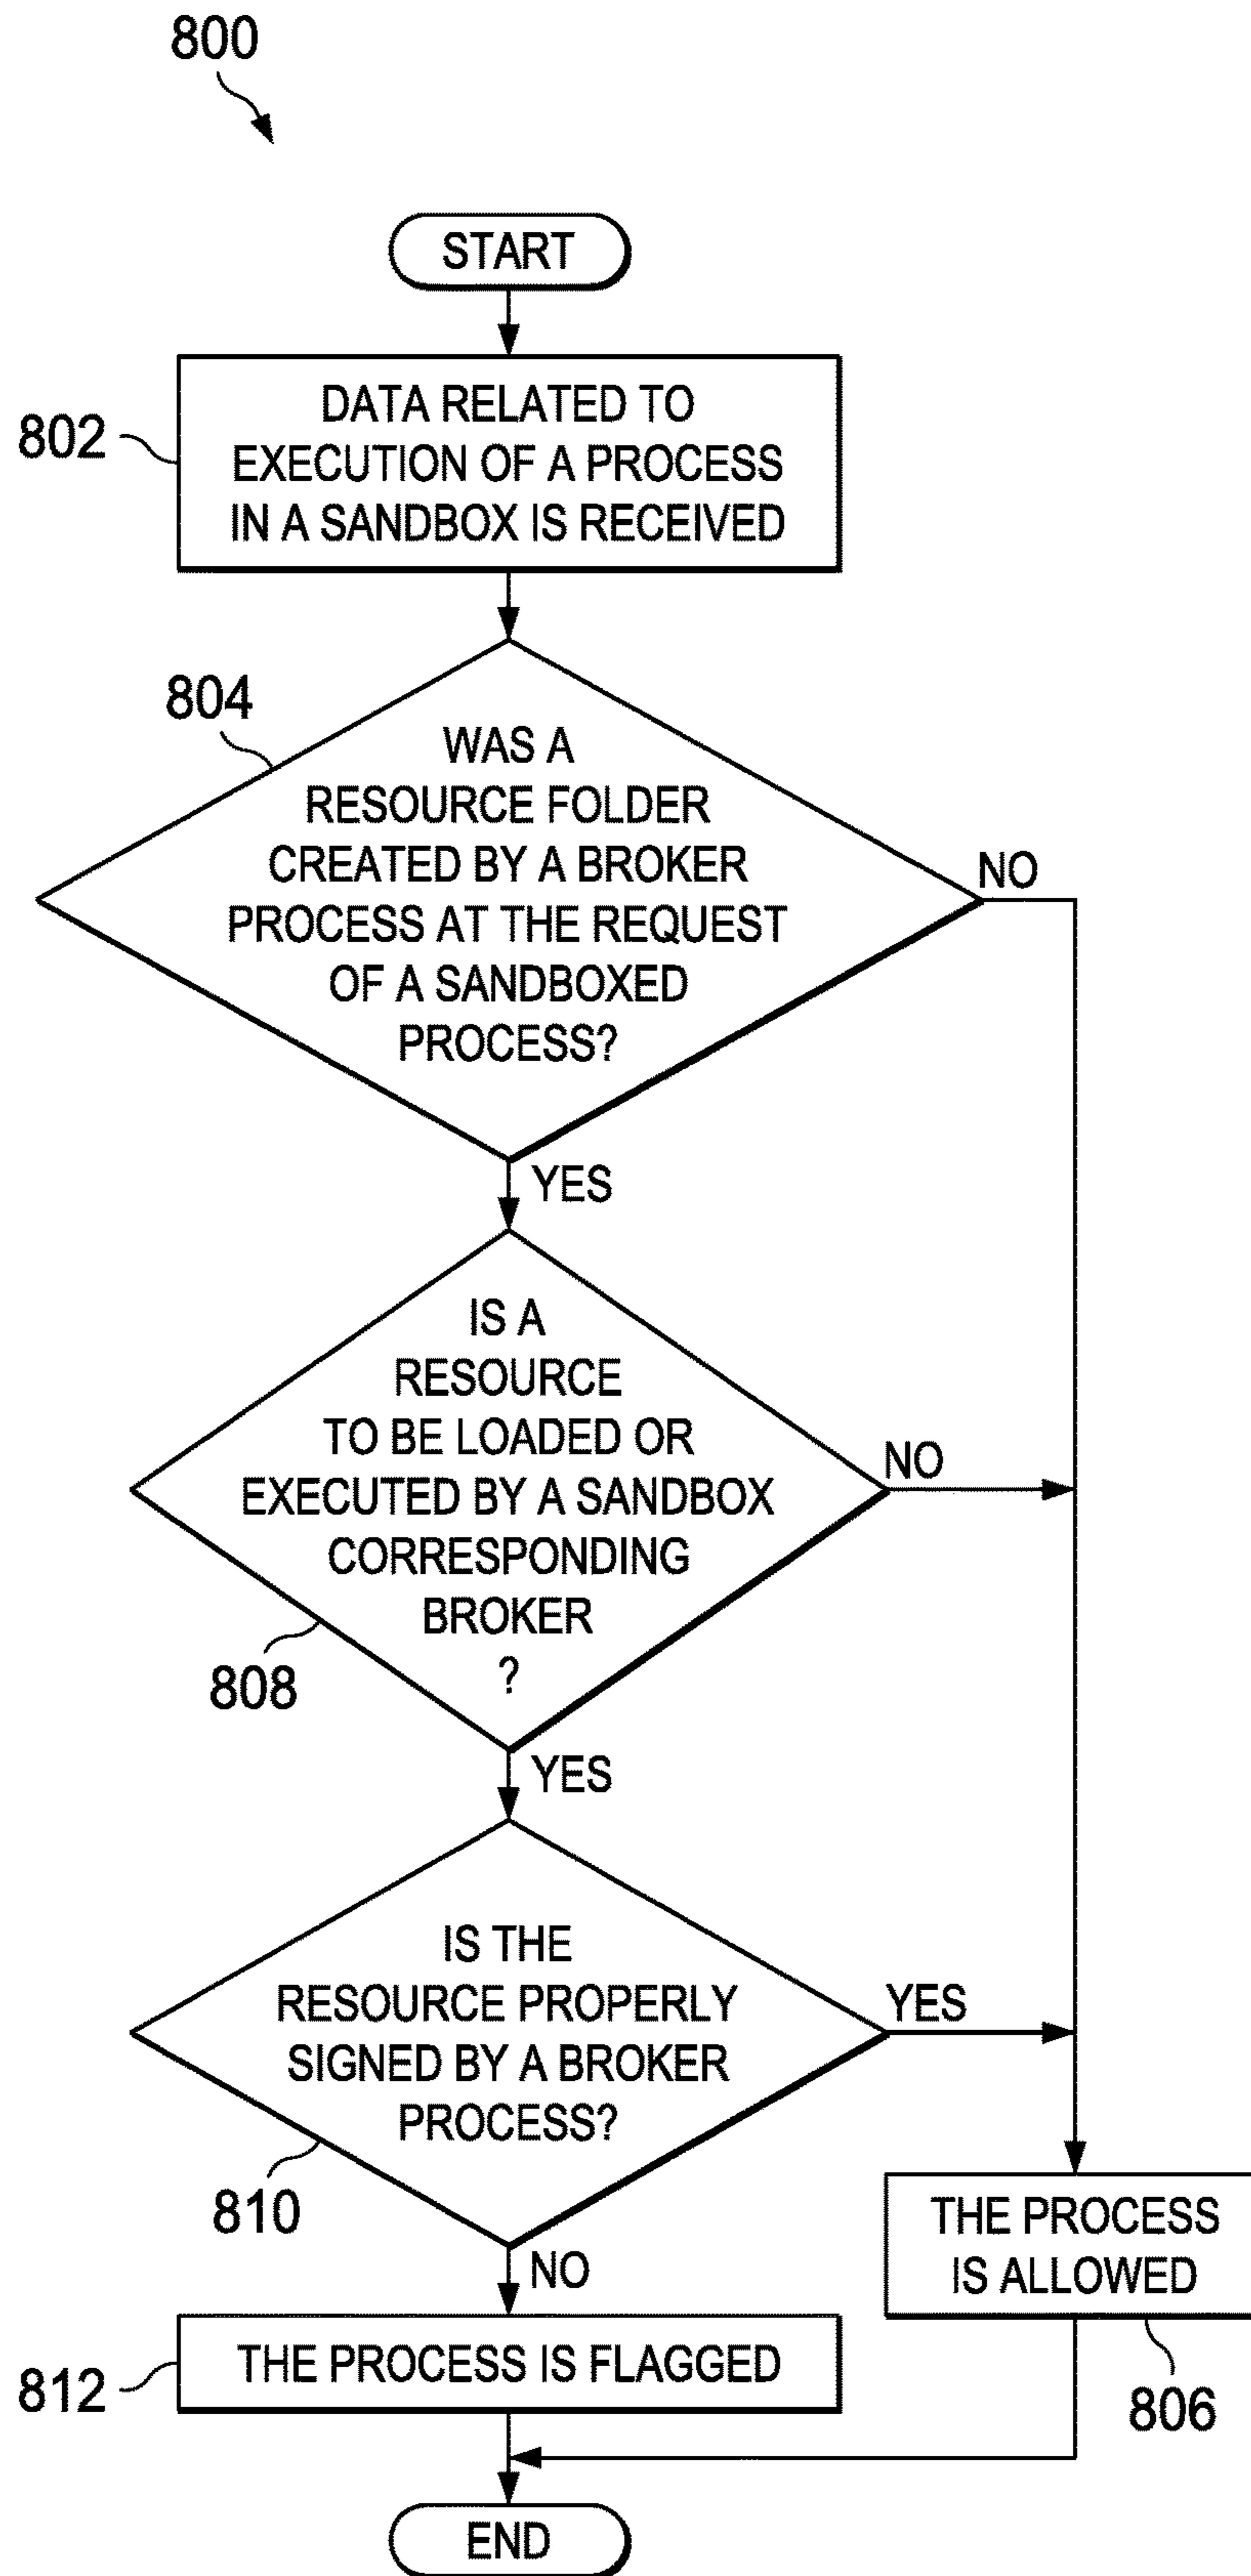 800
START
802
DATA RELATED TO
EXECUTION OF A PROCESS
IN A SANDBOX IS RECEIVED
804
WAS A
RESOURCE FOLDER
CREATED BY A BROKER
PROCESS AT THE REQUEST
OF A SANDBOXED
PROCESS?
NO
YES
IS A
RESOURCE
TO BE LOADED OR
EXECUTED BY A SANDBOX
CORRESPONDING
BROKER
?
NO
808
YES
IS THE
RESOURCE PROPERLY
SIGNED BY A BROKER
PROCESS?
YES
810
NO
THE PROCESS
IS ALLOWED
806
812
THE PROCESS IS FLAGGED
END